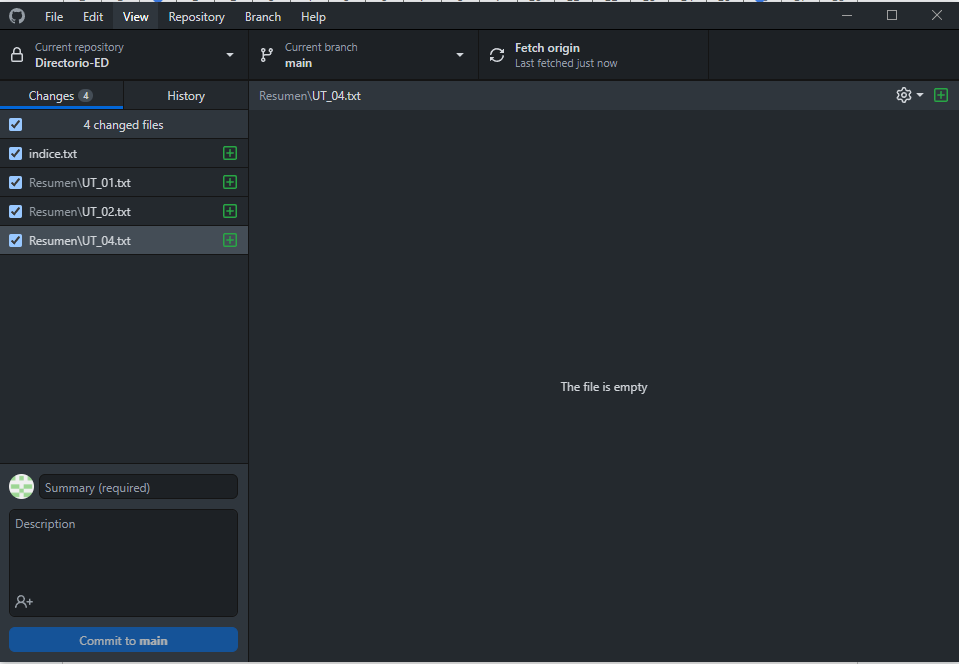 File Edit View Repository Branch Help
Current repository
Directorio-ED
Current branch
main
Fetch origin
Last fetched just now
Changes 4
History
Resumen\UT_04.txt
4 changed files
indice.txt
Resumen\UT_01.txt
Resumen\UT_02.txt
Resumen\UT_04.txt
The file is empty
Summary (required)
Description
Commit to main